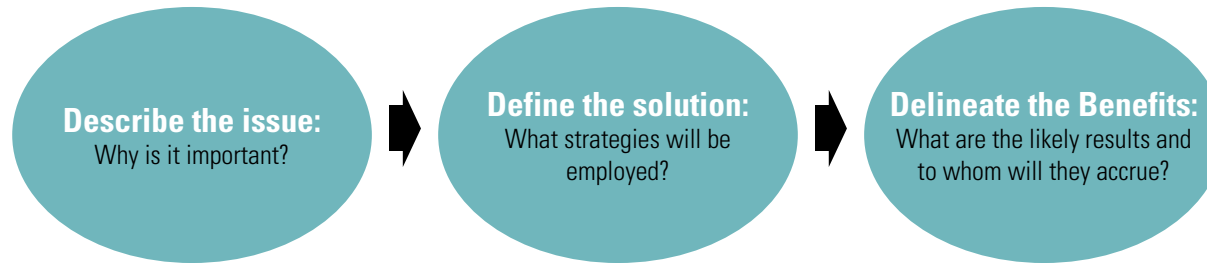 Describe the issue:
Why is it important?
Define the solution:
What strategies will be
employed?
Delineate the Benefits:
What are the likely results and
to whom will they accrue?